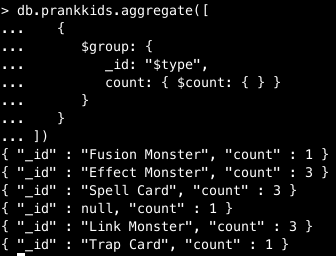 > db.prankkids.aggregate([
...    {
...       $group: {
...          _id: "$type",
...          count: { $count: { } }
...       }
...    }
... ])
{ "_id" : "Fusion Monster", "count" : 1 }
{ "_id" : "Effect Monster", "count" : 3 }
{ "_id" : "Spell Card", "count" : 3 }
{ "_id" : null, "count" : 1 }
{ "_id" : "Link Monster", "count" : 3 }
{ "_id" : "Trap Card", "count" : 1 }